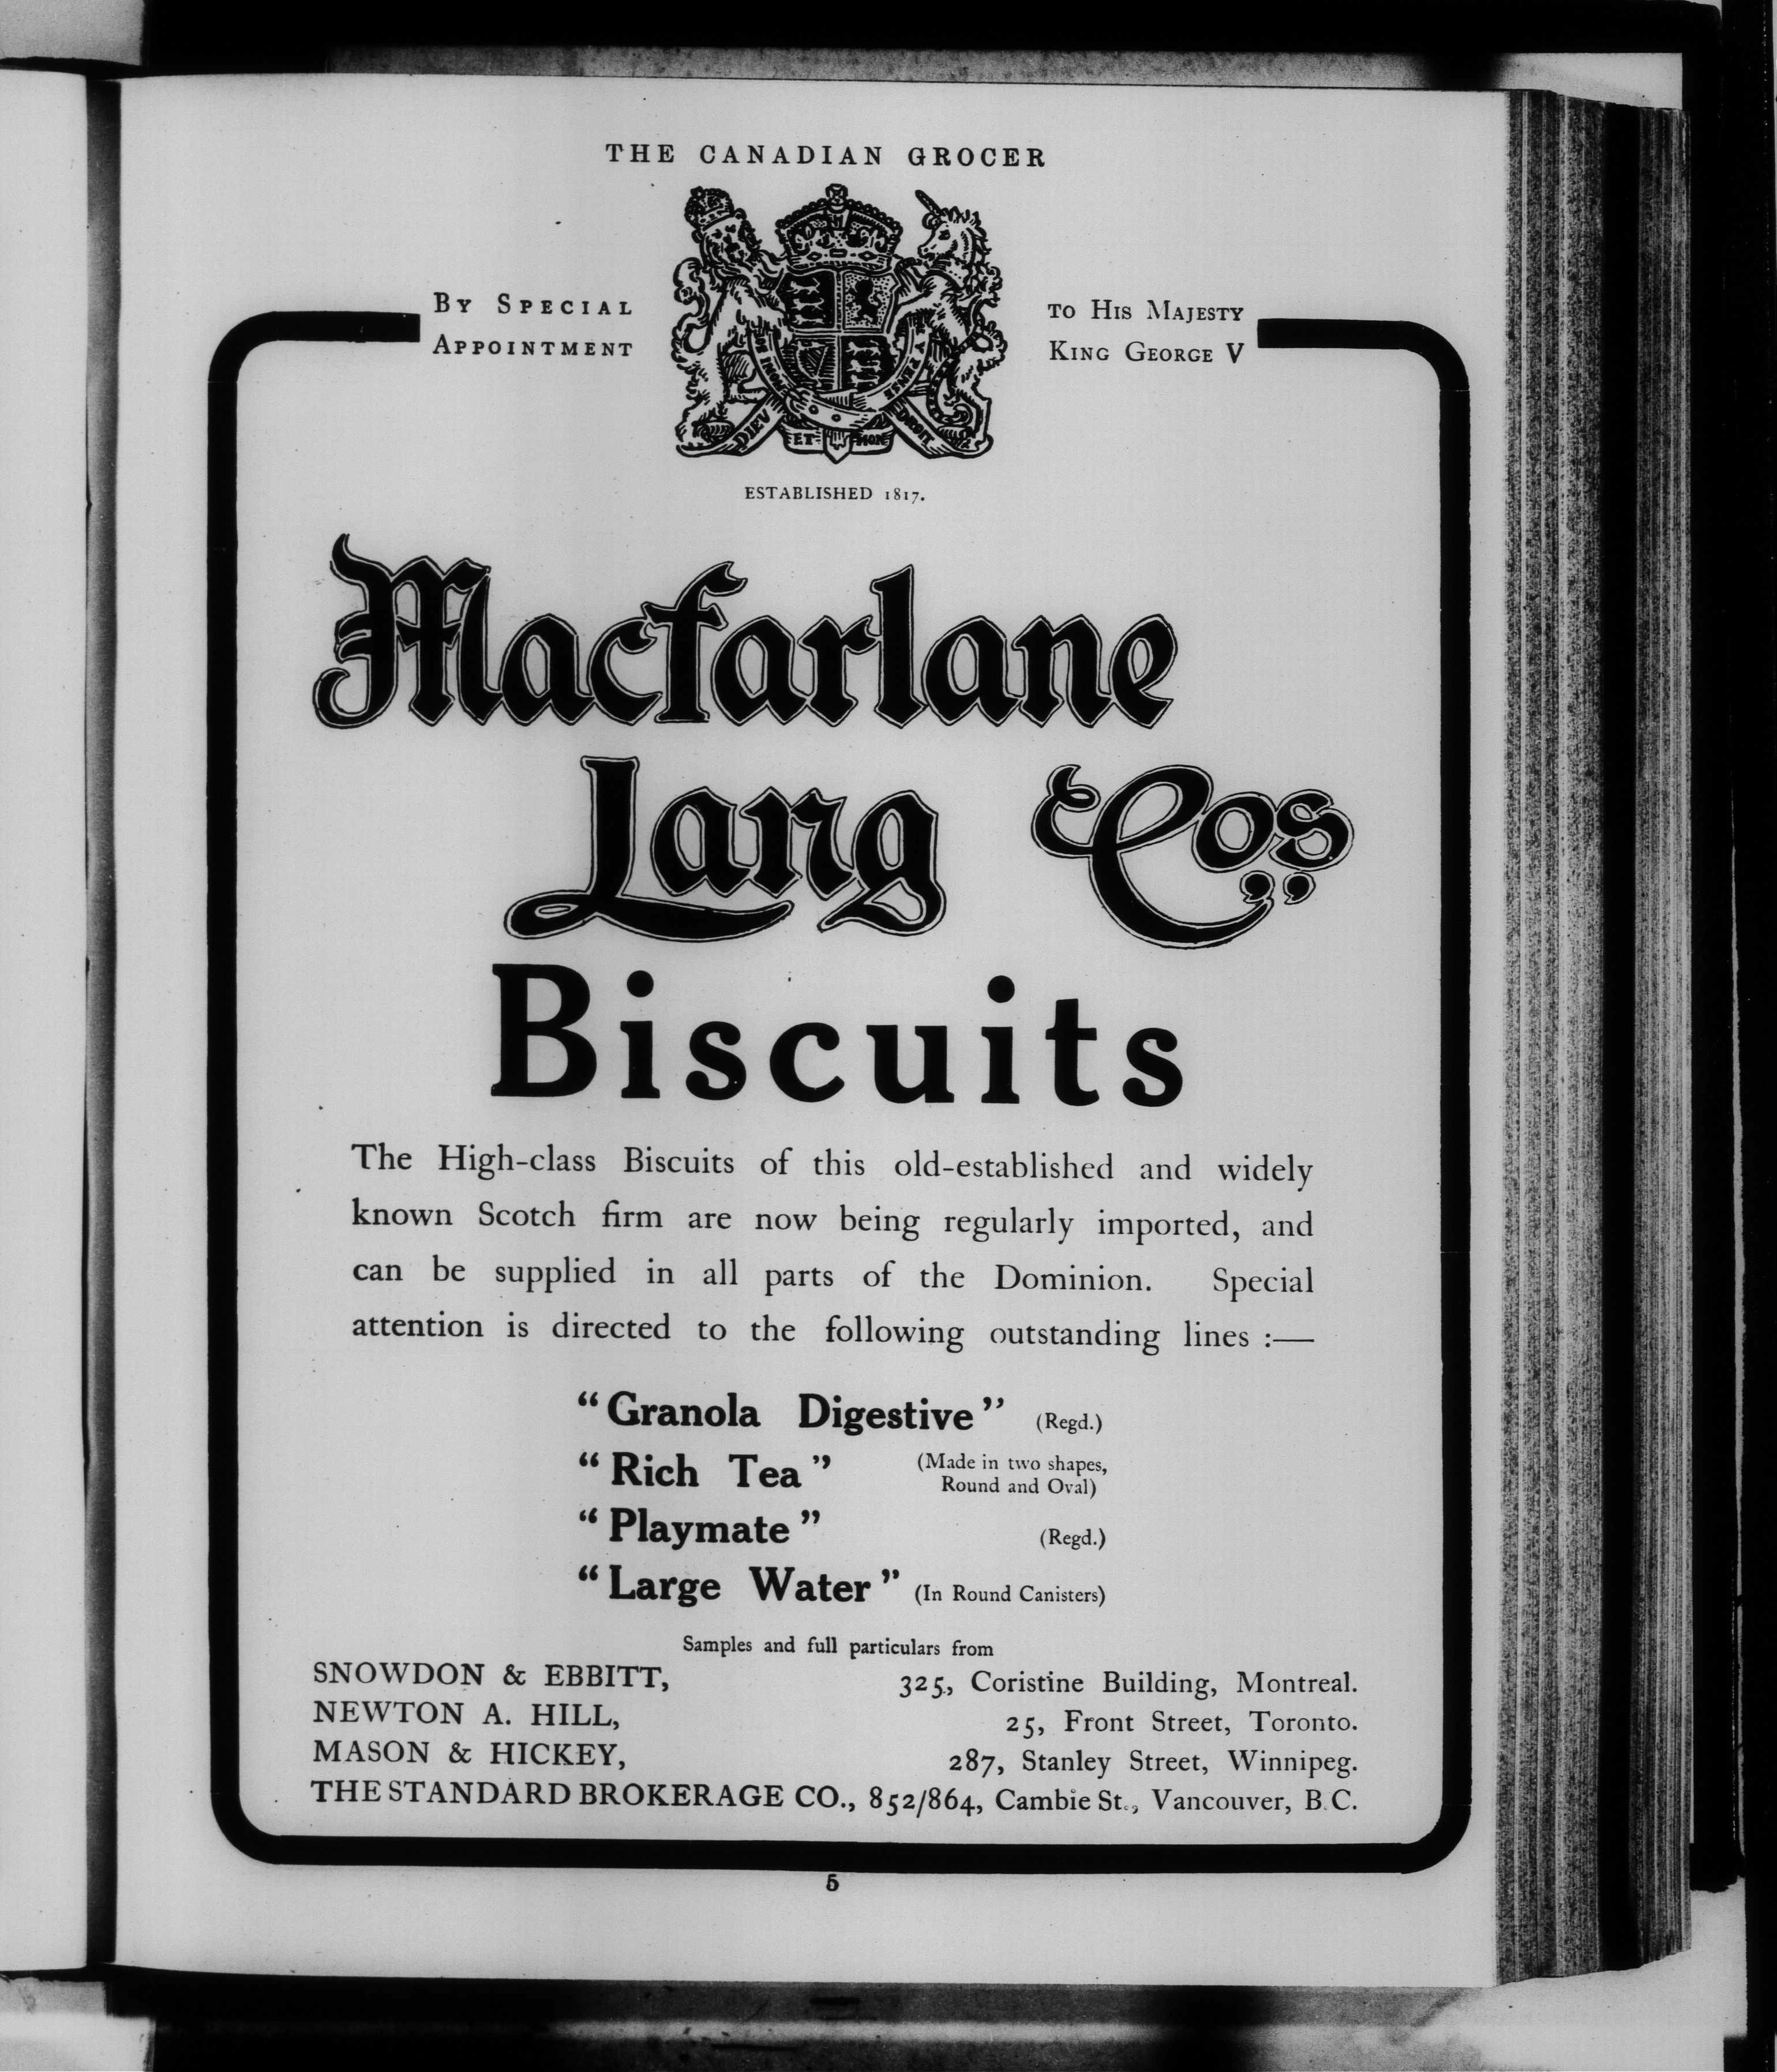 THE CANADIAN GROCER
BY SPECIAL
APPOINTMENT
TO HIS MAJESTY
KING GEORGE V
HONI
Y PENSE
DIEV ET MON DROIT
ESTABLISHED 1817.
Macfarlane
Lang & Cos,,
Biscuits
The High-class Biscuits of this old-established and widely
known Scotch firm are now being regularly imported, and
can be supplied in all parts of the Dominion. Special
attention is directed to the following outstanding lines :—
“Granola Digestive” (Regd.)
“Rich Tea” (Made in two shapes,
Round and Oval)
“Playmate” (Regd.)
“Large Water” (In Round Canisters)
Samples and full particulars from
SNOWDON & EBBITT, 325, Coristine Building, Montreal.
NEWTON A. HILL, 25, Front Street, Toronto.
MASON & HICKEY, 287, Stanley Street, Winnipeg.
THE STANDARD BROKERAGE CO., 852/864, Cambie St., Vancouver, B.C.
5